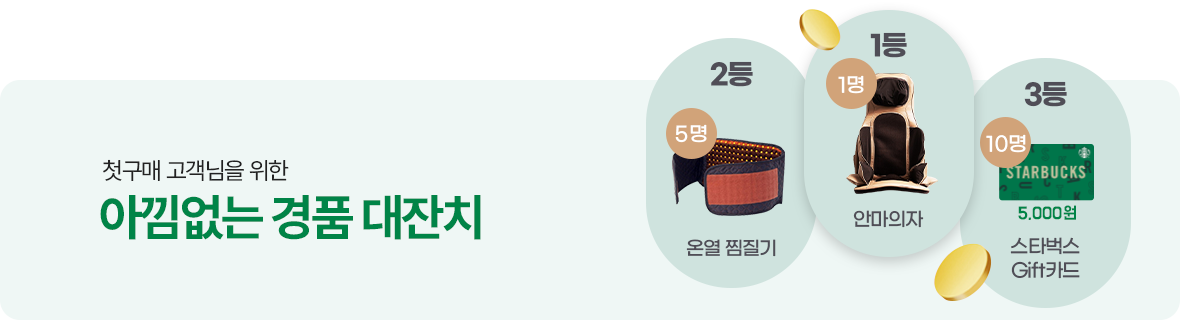 첫구매 고객님을 위한
아낌없는 경품 대잔치
2등
5명
온열 찜질기
1등
1명
안마의자
3등
10명
STARBUCKS
5,000원
스타벅스
Gift카드